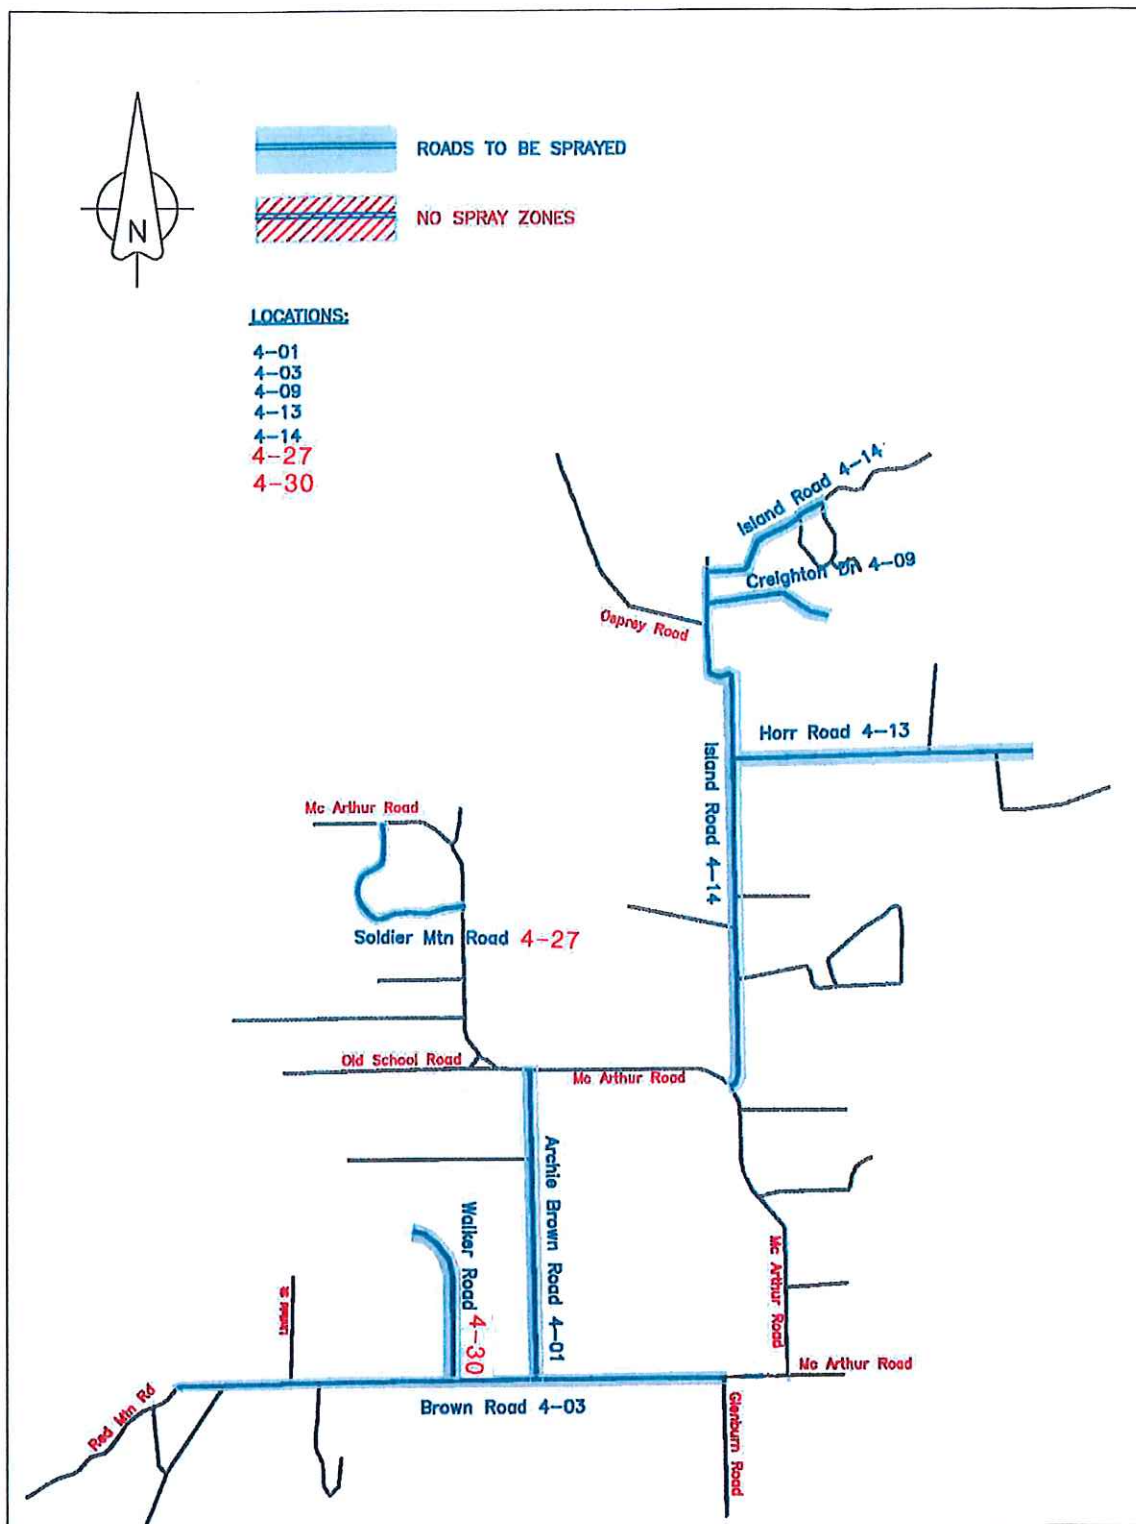 N
ROADS TO BE SPRAYED
NO SPRAY ZONES
LOCATIONS:
4-01
4-03
4-09
4-13
4-14
4-27
4-30
Island Road 4-14
Creighton Dr 4-09
Osprey Road
Horr Road 4-13
Island Road 4-14
Mc Arthur Road
Soldier Mtn Road 4-27
Old School Road
Mc Arthur Road
Archie Brown Road 4-01
Walker Road 4-30
Mc Arthur Road
Mc Arthur Road
Red Mtn Rd
Brown Road 4-03
Glenburn Road